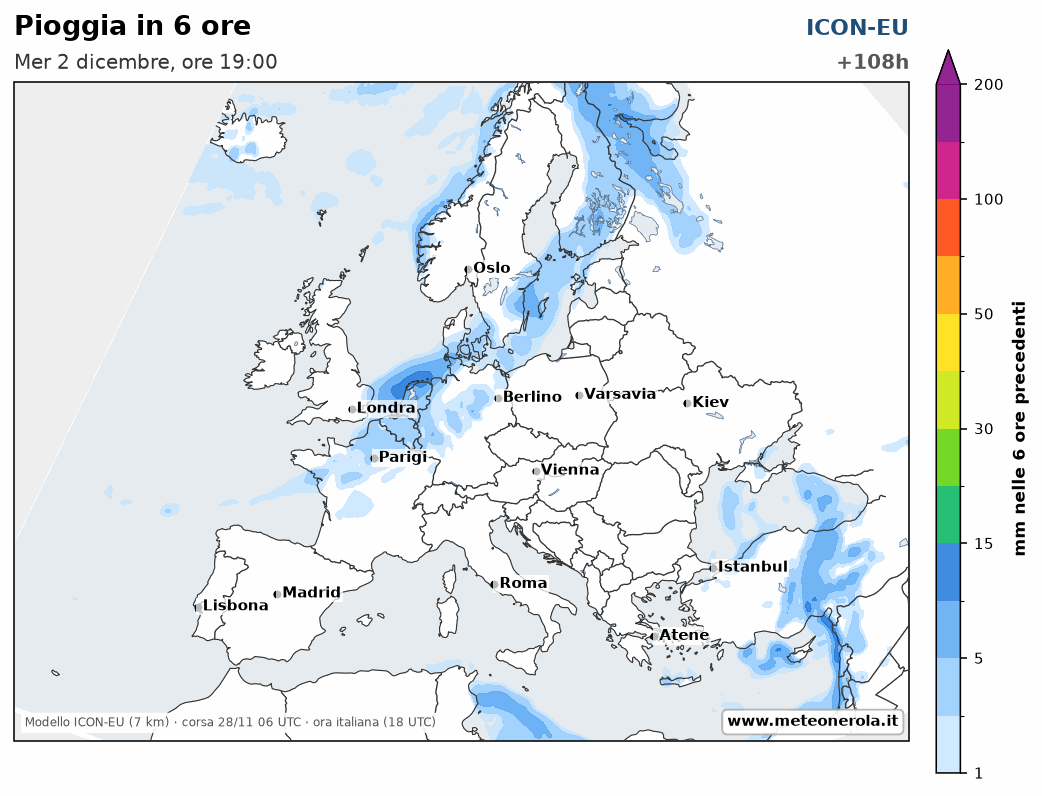 Pioggia in 6 ore
ICON-EU
Mer 2 dicembre, ore 19:00
+108h
200
100
50
30
15
5
1
mm nelle 6 ore precedenti
Oslo
Londra
Berlino
Varsavia
Kiev
Parigi
Vienna
Istanbul
Roma
Madrid
Lisbona
Atene
Modello ICON-EU (7 km) · corsa 28/11 06 UTC · ora italiana (18 UTC)
www.meteonerola.it